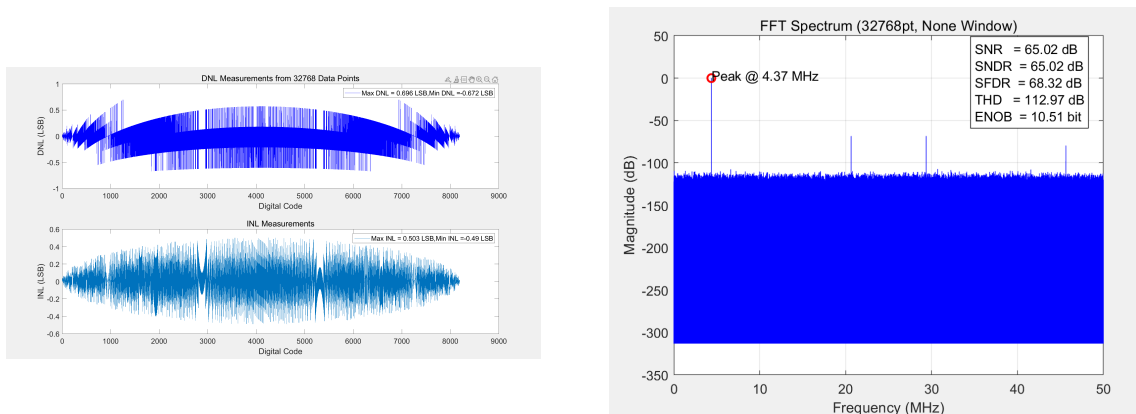 DNL Measurements from 32768 Data Points
Max DNL = 0.696 LSB,Min DNL =-0.672 LSB
DNL (LSB)
1
0.5
0
-0.5
-1
0 1000 2000 3000 4000 5000 6000 7000 8000 9000
Digital Code
INL Measurements
Max INL = 0.503 LSB,Min INL =-0.49 LSB
INL (LSB)
0.6
0.4
0.2
0
-0.2
-0.4
-0.6
0 1000 2000 3000 4000 5000 6000 7000 8000 9000
Digital Code
FFT Spectrum (32768pt, None Window)
SNR = 65.02 dB
SNDR = 65.02 dB
SFDR = 68.32 dB
THD = 112.97 dB
ENOB = 10.51 bit
Peak @ 4.37 MHz
Magnitude (dB)
50
0
-50
-100
-150
-200
-250
-300
-350
0 10 20 30 40 50
Frequency (MHz)